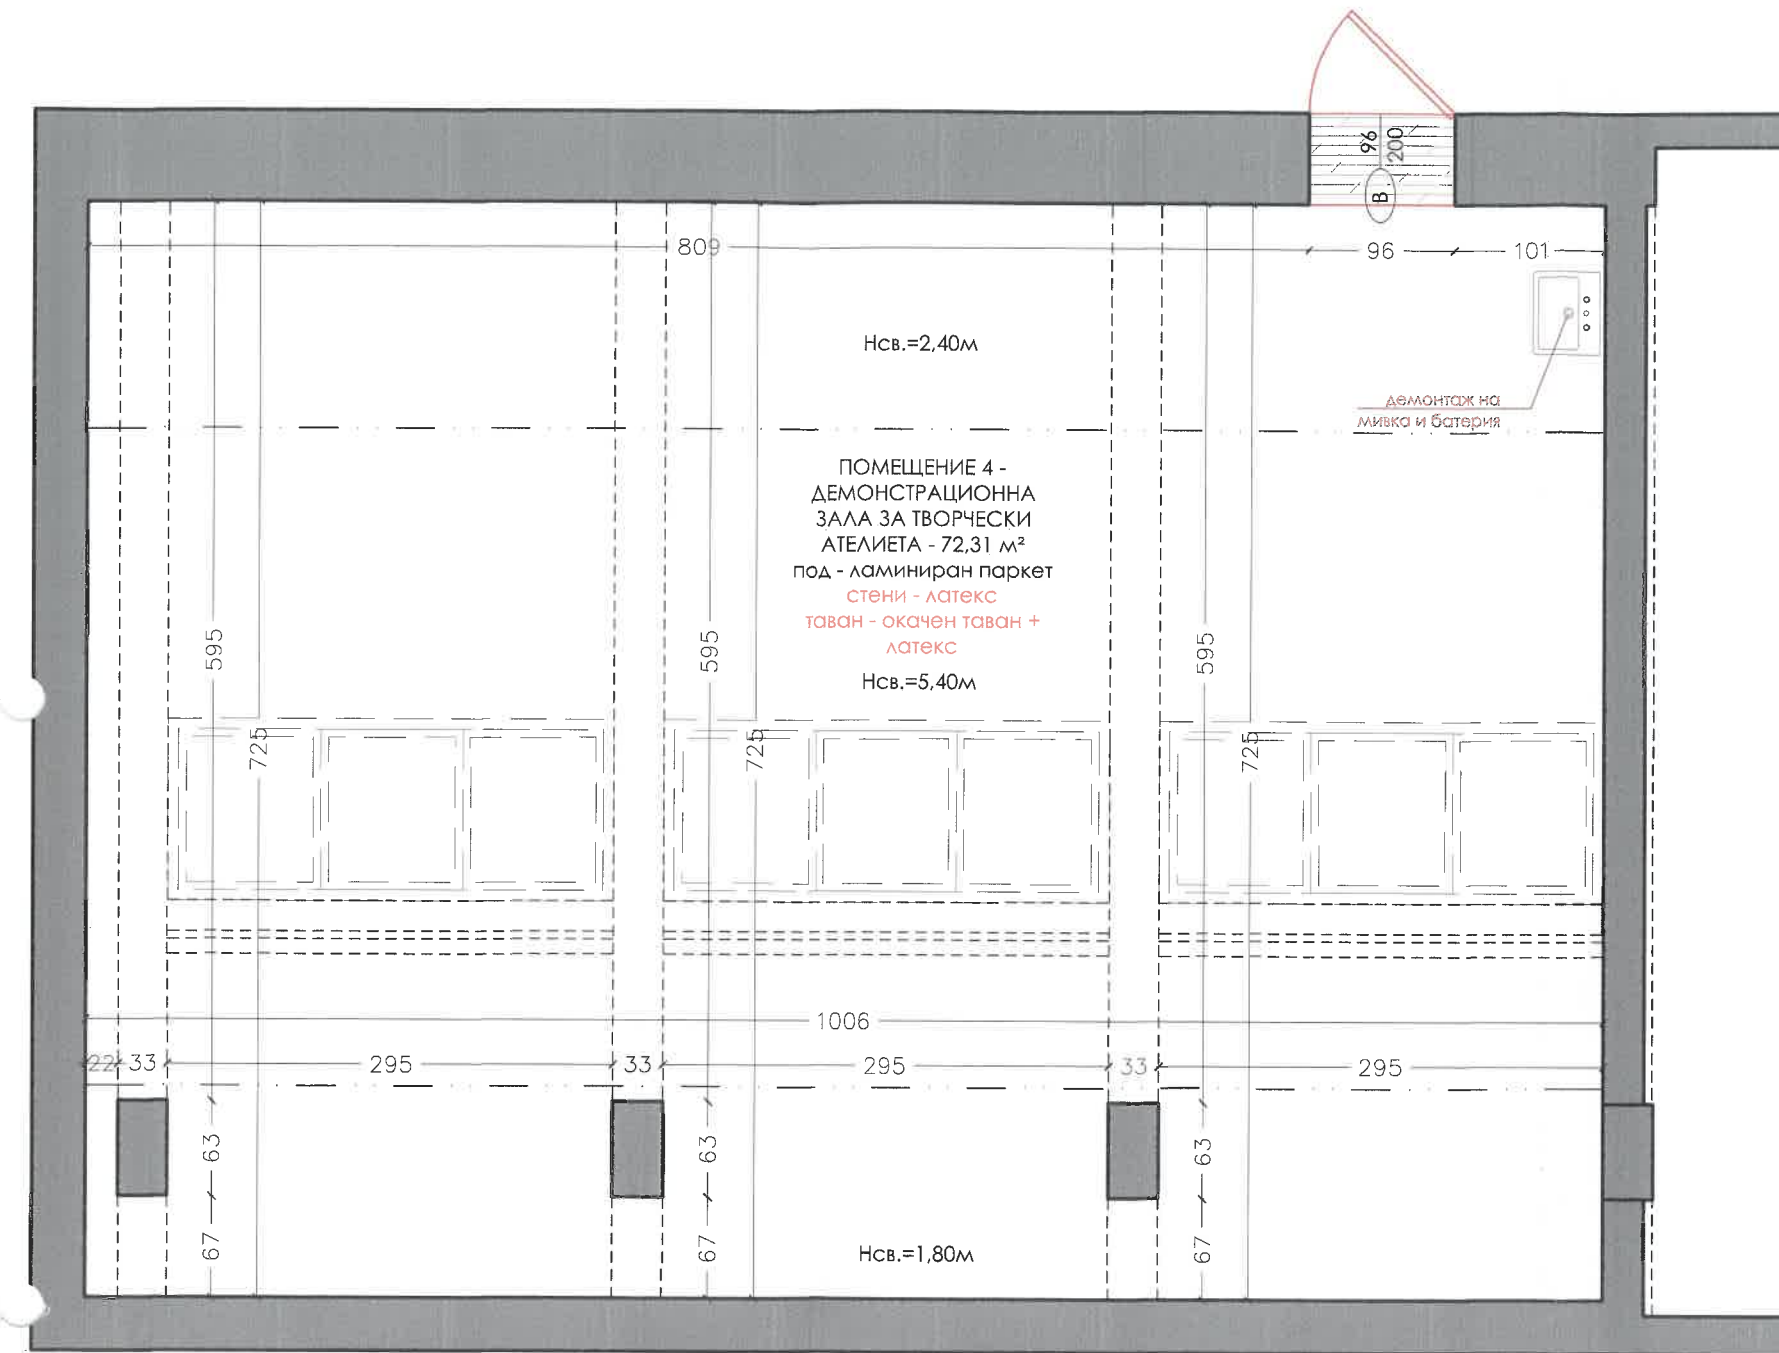 96
200
В.
809
96
101
Нсв.=2,40м
демонтаж на
мивка и батерия
ПОМЕЩЕНИЕ 4 -
ДЕМОНСТРАЦИОННА
ЗАЛА ЗА ТВОРЧЕСКИ
АТЕЛИЕТА - 72,31 м²
под - ламиниран паркет
стени - латекс
таван - окачен таван +
латекс
Нсв.=5,40м
595
595
595
725
725
725
1006
22
33
295
33
295
33
295
63
63
63
67
67
67
Нсв.=1,80м